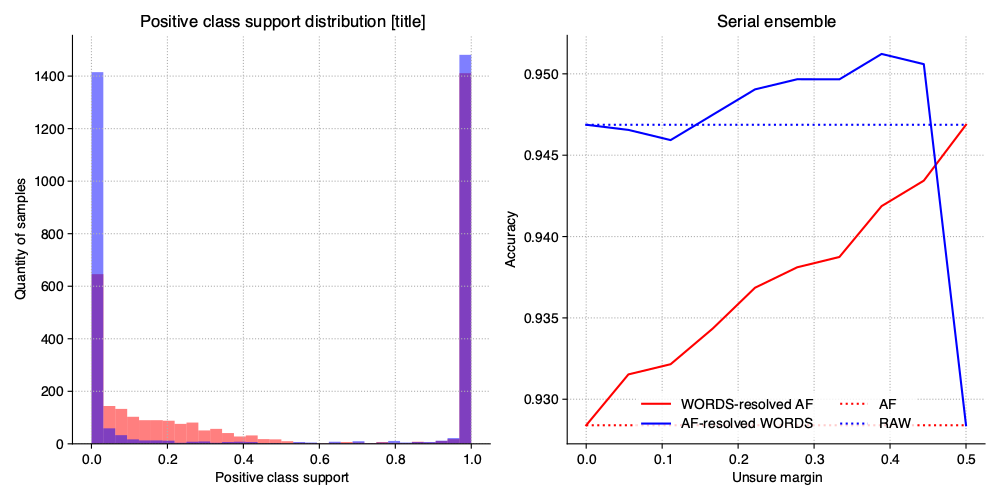 Positive class support distribution [title]
Quantity of samples
1400
1200
1000
800
600
400
200
0
0.0 0.2 0.4 0.6 0.8 1.0
Positive class support
Serial ensemble
Accuracy
0.950
0.945
0.940
0.935
0.930
WORDS-resolved AF
AF-resolved WORDS
AF
RAW
0.0 0.1 0.2 0.3 0.4 0.5
Unsure margin